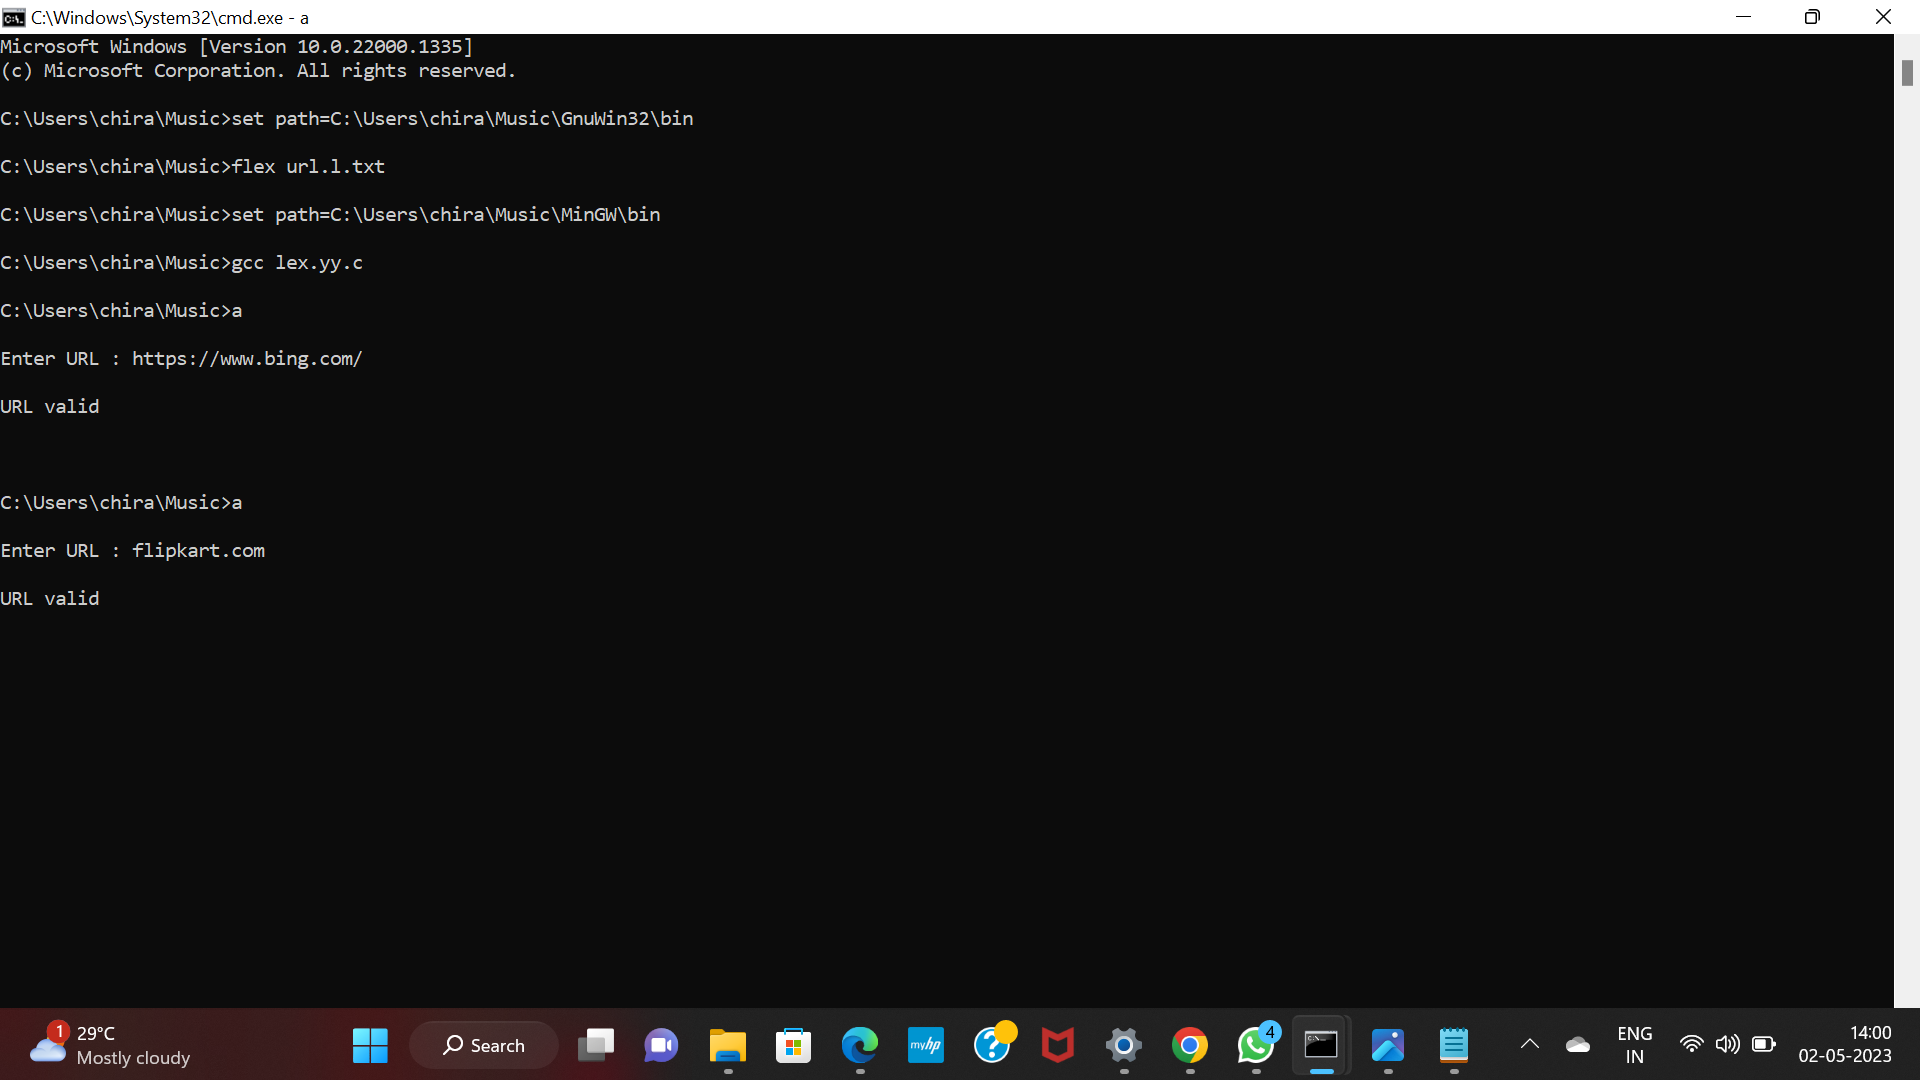 C:\Windows\System32\cmd.exe - a
Microsoft Windows [Version 10.0.22000.1335]
(c) Microsoft Corporation. All rights reserved.
C:\Users\chira\Music>set path=C:\Users\chira\Music\GnuWin32\bin
C:\Users\chira\Music>flex url.l.txt
C:\Users\chira\Music>set path=C:\Users\chira\Music\MinGW\bin
C:\Users\chira\Music>gcc lex.yy.c
C:\Users\chira\Music>a
Enter URL : https://www.bing.com/
URL valid
C:\Users\chira\Music>a
Enter URL : flipkart.com
URL valid
1
29°C
Mostly cloudy
Search
myhp
4
ENG
IN
14:00
02-05-2023